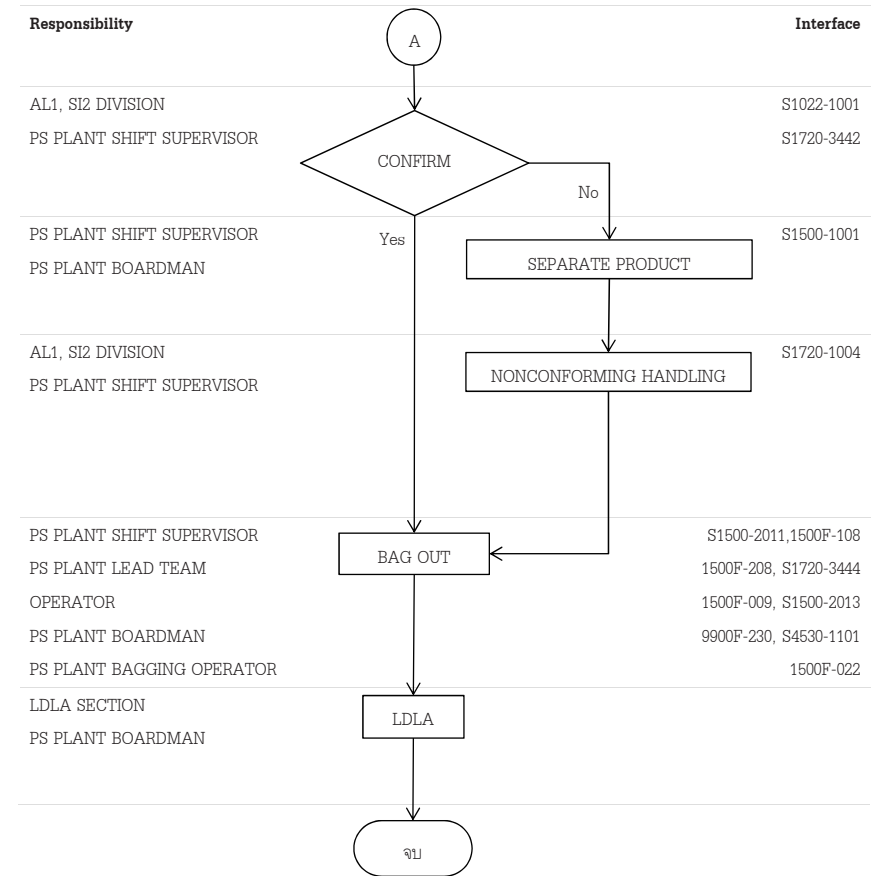 Responsibility
Interface
A
AL1, SI2 DIVISION
S1022-1001
PS PLANT SHIFT SUPERVISOR
S1720-3442
CONFIRM
No
PS PLANT SHIFT SUPERVISOR
S1500-1001
Yes
PS PLANT BOARDMAN
SEPARATE PRODUCT
AL1, SI2 DIVISION
S1720-1004
PS PLANT SHIFT SUPERVISOR
NONCONFORMING HANDLING
PS PLANT SHIFT SUPERVISOR
S1500-2011,1500F-108
BAG OUT
PS PLANT LEAD TEAM
1500F-208, S1720-3444
OPERATOR
1500F-009, S1500-2013
PS PLANT BOARDMAN
9900F-230, S4530-1101
PS PLANT BAGGING OPERATOR
1500F-022
LDLA SECTION
LDLA
PS PLANT BOARDMAN
จบ